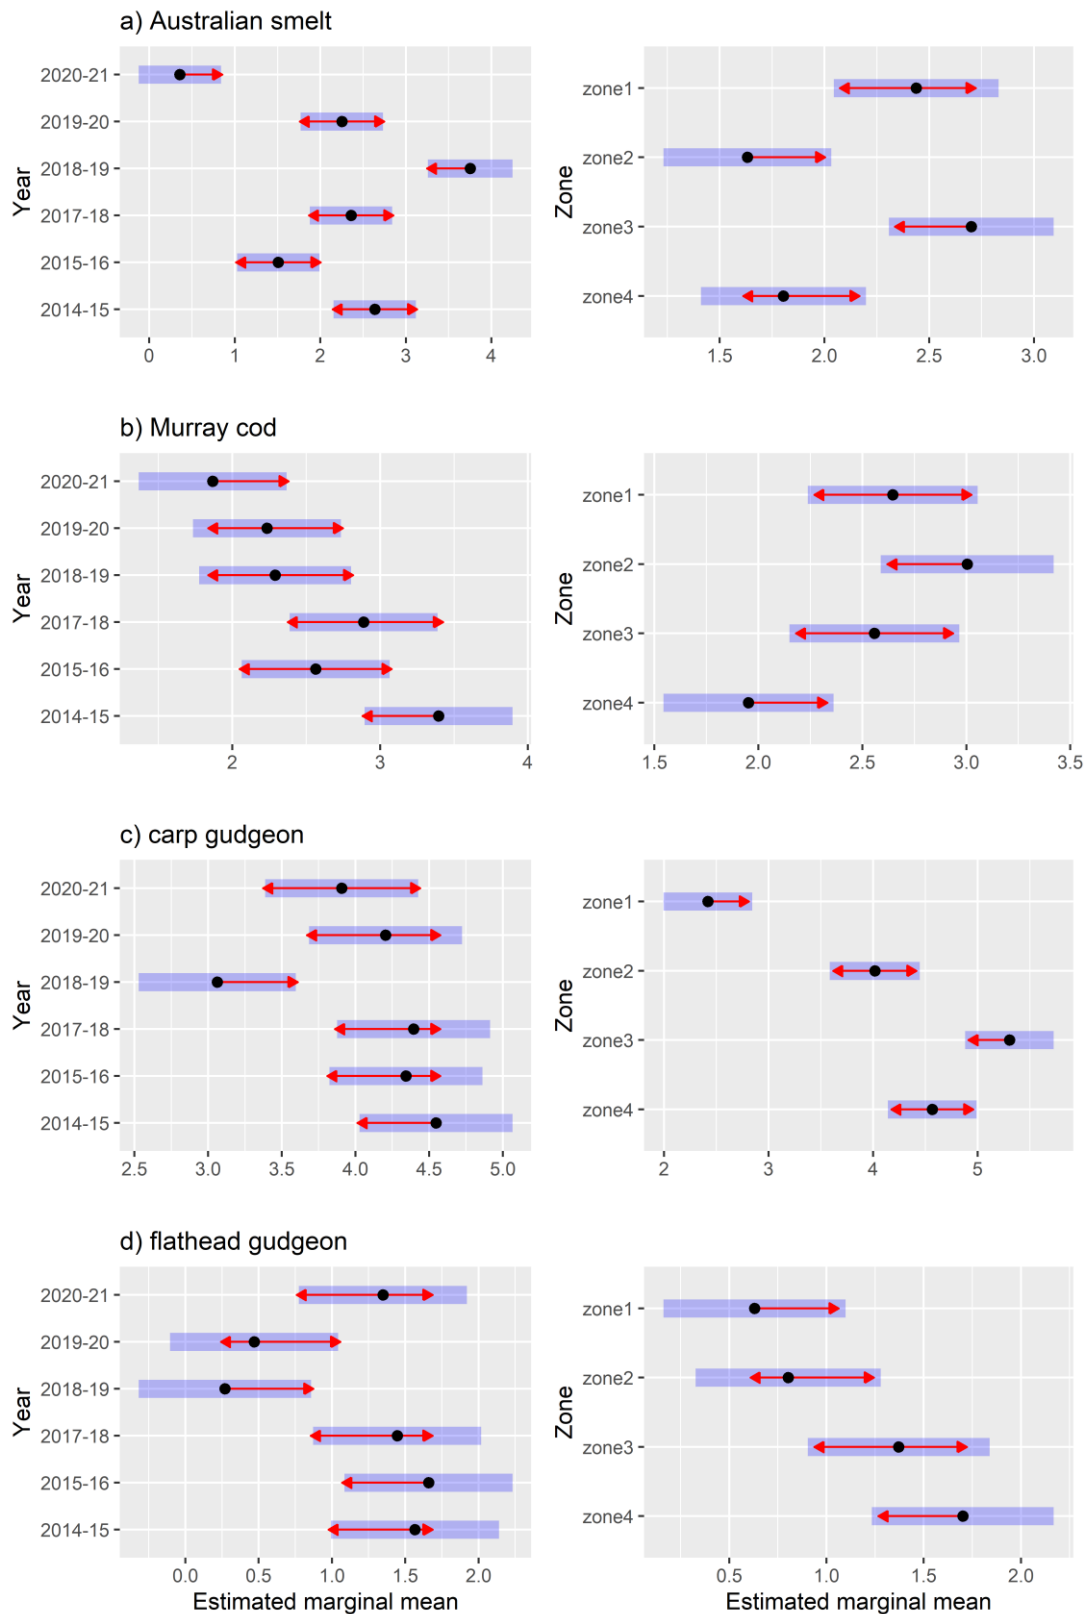 a) Australian smelt
Year
2020-21
2019-20
2018-19
2017-18
2015-16
2014-15
0 1 2 3 4
Zone
zone1
zone2
zone3
zone4
1.5 2.0 2.5 3.0
b) Murray cod
Year
2020-21
2019-20
2018-19
2017-18
2015-16
2014-15
2 3 4
Zone
zone1
zone2
zone3
zone4
1.5 2.0 2.5 3.0 3.5
c) carp gudgeon
Year
2020-21
2019-20
2018-19
2017-18
2015-16
2014-15
2.5 3.0 3.5 4.0 4.5 5.0
Zone
zone1
zone2
zone3
zone4
2 3 4 5
d) flathead gudgeon
Year
2020-21
2019-20
2018-19
2017-18
2015-16
2014-15
0.0 0.5 1.0 1.5 2.0
Estimated marginal mean
Zone
zone1
zone2
zone3
zone4
0.5 1.0 1.5 2.0
Estimated marginal mean